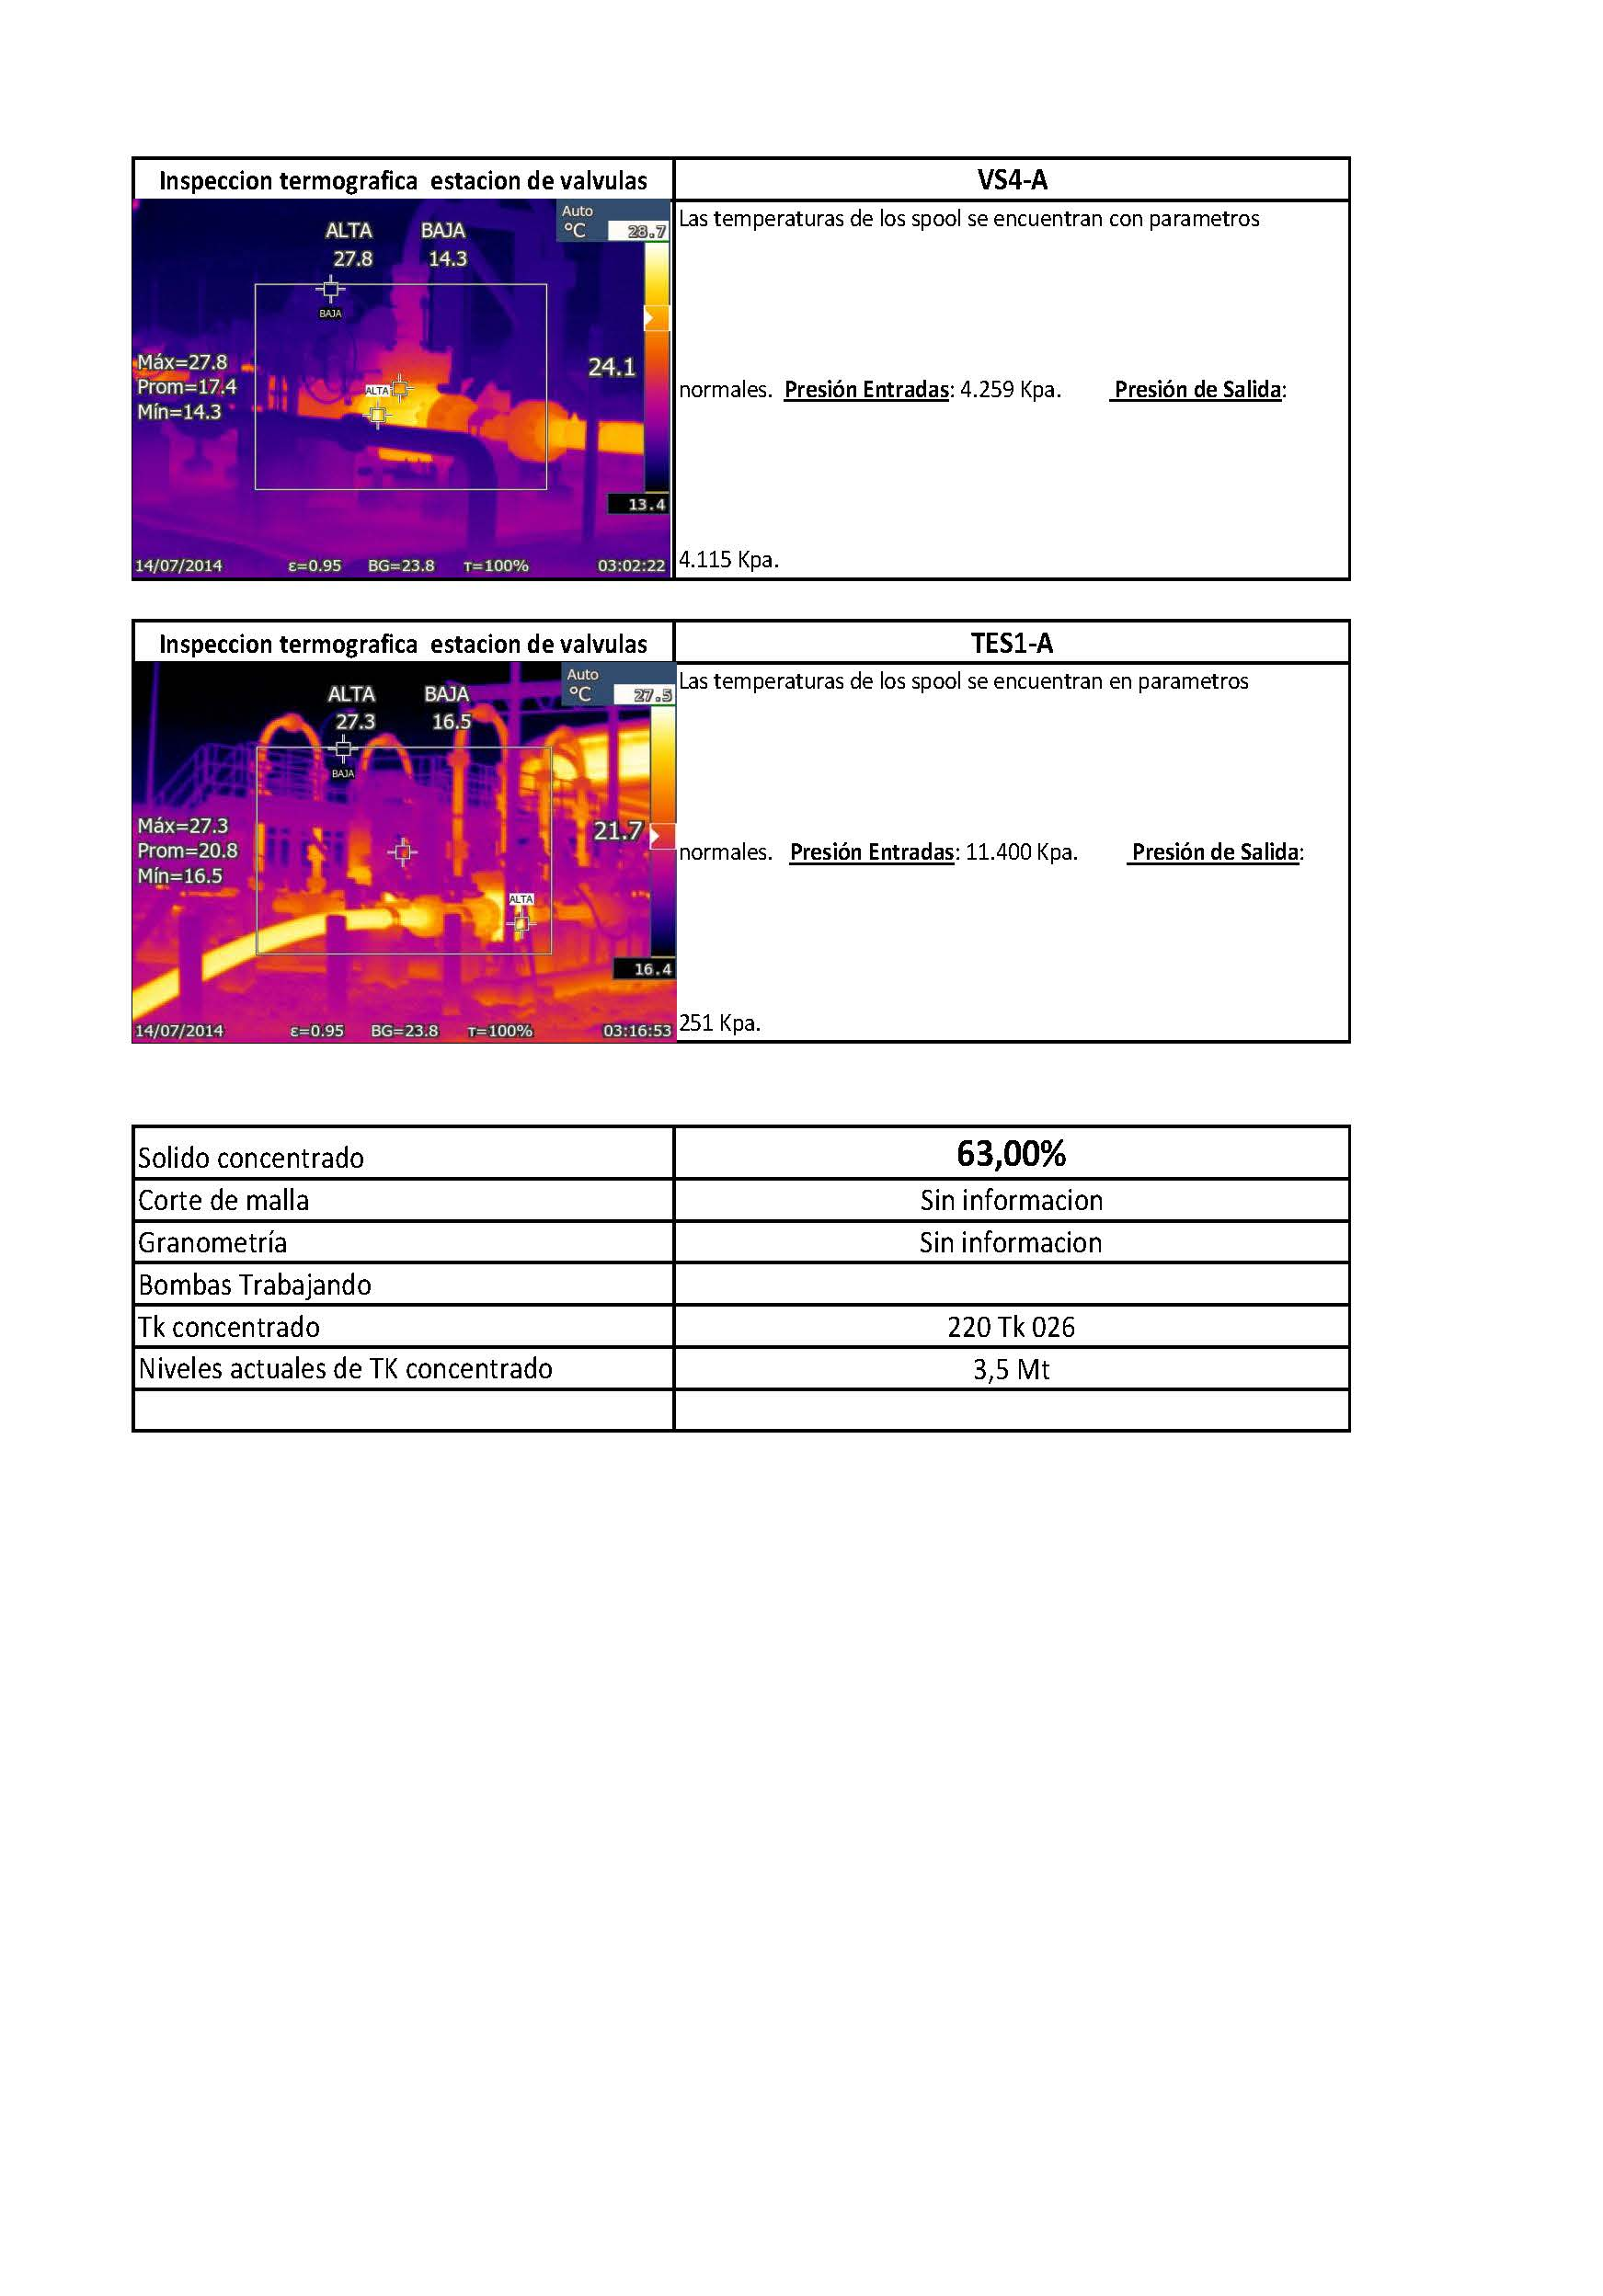 Inspeccion termografica estacion de valvulas VS4-A
Auto
°C 28.7
ALTA BAJA
27.8 14.3
BAJA
Máx=27.8
Prom=17.4
Mín=14.3
ALTA
24.1
13.4
14/07/2014 ε=0.95 BG=23.8 τ=100% 03:02:22
Las temperaturas de los spool se encuentran con parametros
normales. Presión Entradas: 4.259 Kpa. Presión de Salida:
4.115 Kpa.
Inspeccion termografica estacion de valvulas TES1-A
Auto
°C 27.5
ALTA BAJA
27.3 16.5
BAJA
Máx=27.3
Prom=20.8
Mín=16.5
21.7
ALTA
16.4
14/07/2014 ε=0.95 BG=23.8 τ=100% 03:16:53
Las temperaturas de los spool se encuentran en parametros
normales. Presión Entradas: 11.400 Kpa. Presión de Salida:
251 Kpa.
Solido concentrado 63,00%
Corte de malla Sin informacion
Granometría Sin informacion
Bombas Trabajando
Tk concentrado 220 Tk 026
Niveles actuales de TK concentrado 3,5 Mt